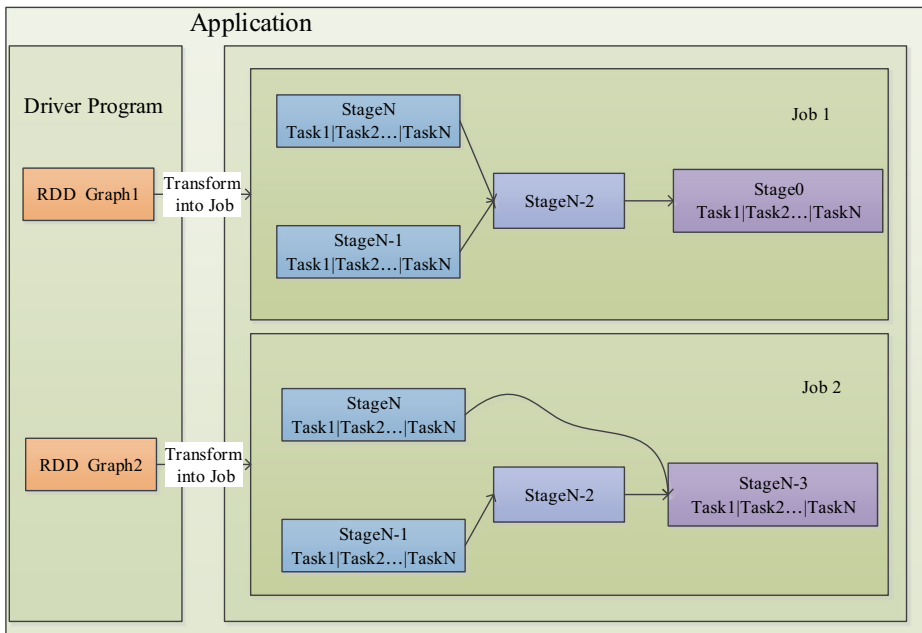 Application
Driver Program
RDD Graph1
Transform
into Job
Job 1
StageN
Task1|Task2…|TaskN
StageN-1
Task1|Task2…|TaskN
StageN-2
Stage0
Task1|Task2…|TaskN
RDD Graph2
Transform
into Job
Job 2
StageN
Task1|Task2…|TaskN
StageN-1
Task1|Task2…|TaskN
StageN-2
StageN-3
Task1|Task2…|TaskN